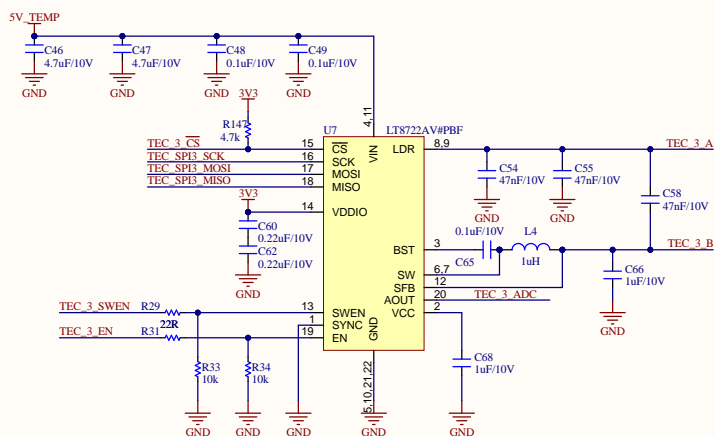 5V_TEMP
C46
4.7uF/10V
C47
4.7uF/10V
C48
0.1uF/10V
C49
0.1uF/10V
GND
GND
GND
GND
3V3
R147
4.7k
U7
LT8722AV#PBF
4,11
TEC_3_CS
15
CS
VIN
LDR
8,9
TEC_3_A
TEC_SPI3_SCK
16
SCK
TEC_SPI3_MOSI
17
MOSI
TEC_SPI3_MISO
18
MISO
C54
47nF/10V
C55
47nF/10V
GND
GND
C58
47nF/10V
3V3
14
VDDIO
C60
0.22uF/10V
C62
0.22uF/10V
GND
0.1uF/10V
C65
L4
1uH
BST
3
TEC_3_B
SW
6,7
SFB
12
AOUT
20
TEC_3_ADC
VCC
2
C66
1uF/10V
GND
TEC_3_SWEN
R29
22R
13
SWEN
1
SYNC
TEC_3_EN
R31
19
EN
GND
5,10,21,22
R33
10k
R34
10k
C68
1uF/10V
GND
GND
GND
GND
GND